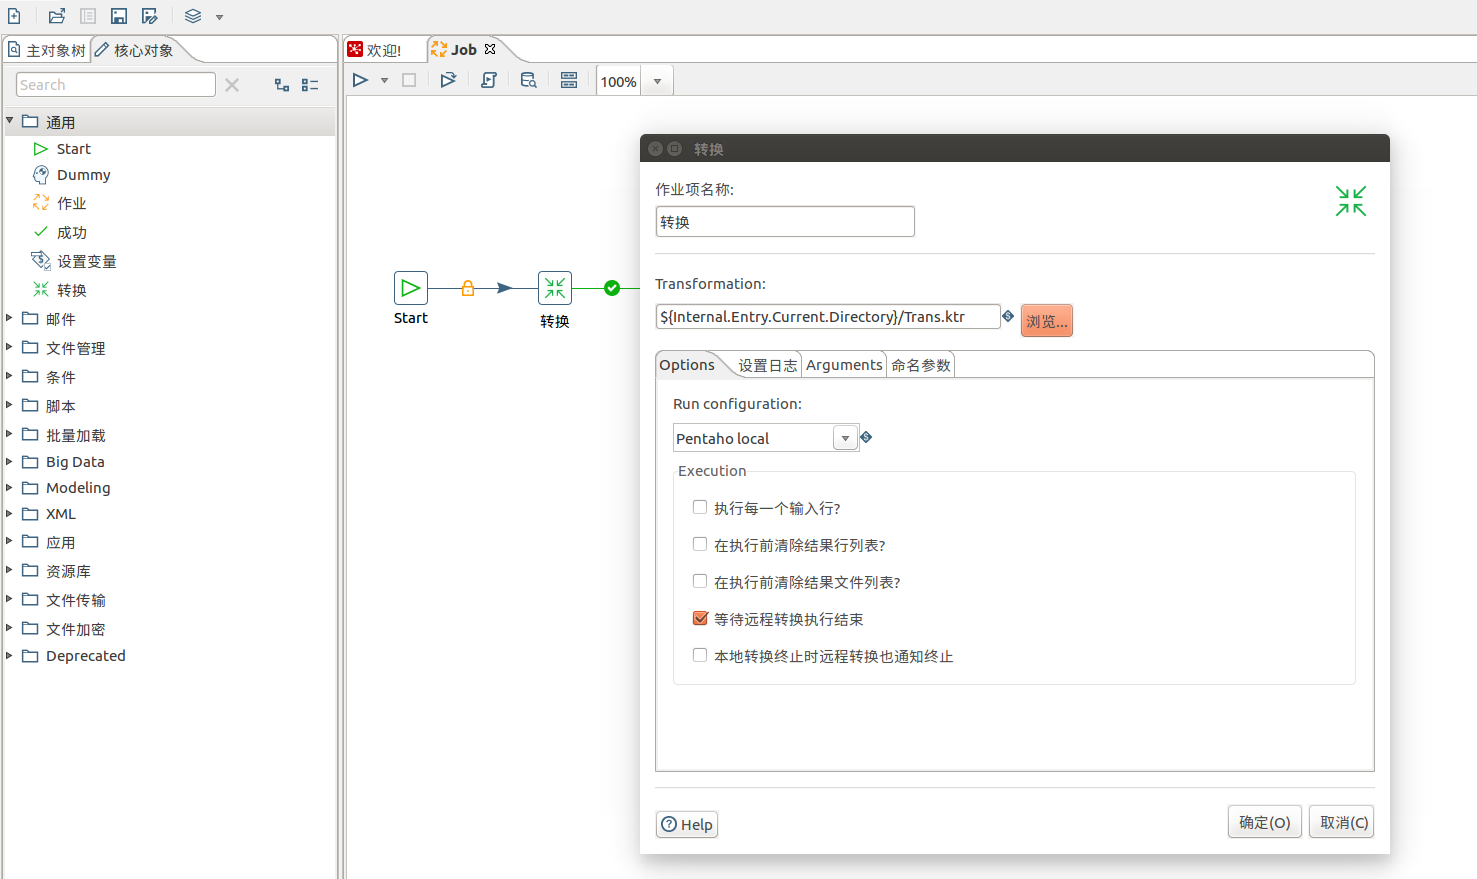 主对象树
核心对象
欢迎!
Job
Search
100%
通用
Start
Dummy
作业
成功
设置变量
转换
邮件
文件管理
条件
脚本
批量加载
Big Data
Modeling
XML
应用
资源库
文件传输
文件加密
Deprecated
Start
转换
转换
作业项名称:
转换
Transformation:
${Internal.Entry.Current.Directory}/Trans.ktr
浏览...
Options
设置日志
Arguments
命名参数
Run configuration:
Pentaho local
Execution
执行每一个输入行?
在执行前清除结果行列表?
在执行前清除结果文件列表?
等待远程转换执行结束
本地转换终止时远程转换也通知终止
Help
确定(O)
取消(C)